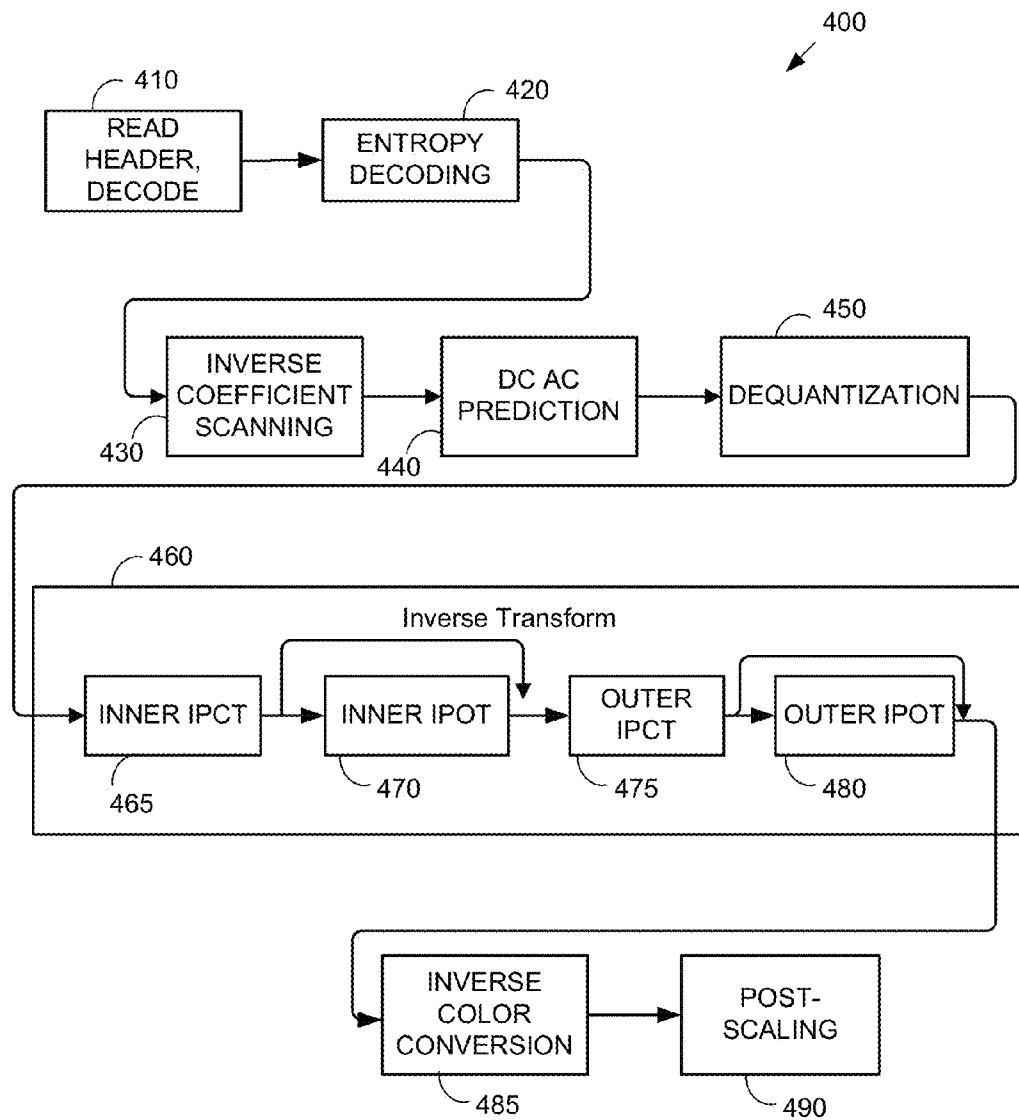 400
410
READ
HEADER,
DECODE
420
ENTROPY
DECODING
INVERSE
COEFFICIENT
SCANNING
430
DC AC
PREDICTION
440
450
DEQUANTIZATION
460
Inverse Transform
INNER IPCT
465
INNER IPOT
470
OUTER
IPCT
475
OUTER IPOT
480
INVERSE
COLOR
CONVERSION
485
POST-
SCALING
490